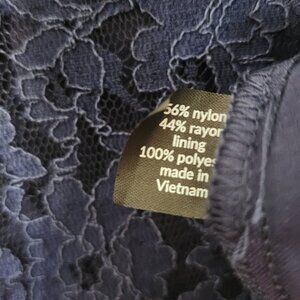 56% nylon
44% rayon
lining
100% polyes
made in
Vietnam